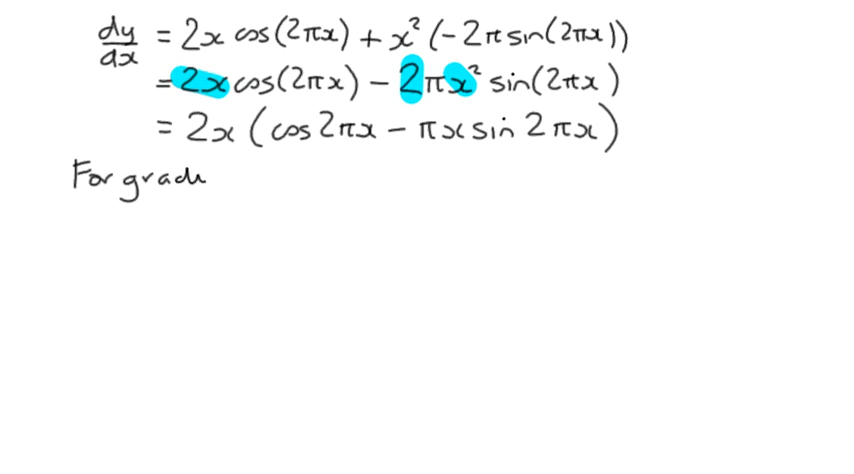 dy/dx = 2x cos(2πx) + x²(-2π sin(2πx))
= 2x cos(2πx) - 2πx² sin(2πx)
= 2x (cos 2πx - πx sin 2πx)
For grad